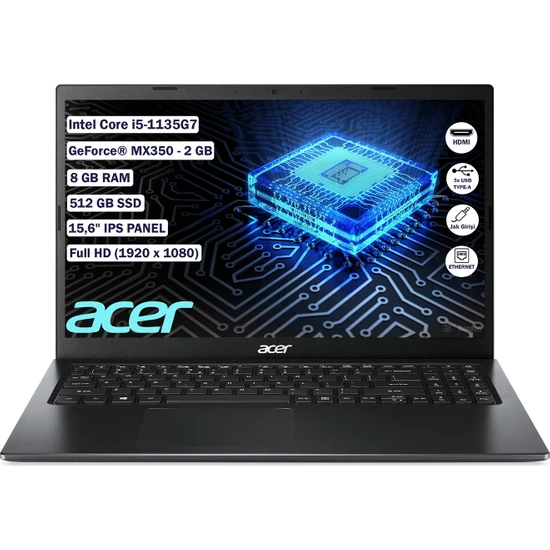 Intel Core i5-1135G7
GeForce® MX350 - 2 GB
8 GB RAM
512 GB SSD
15,6" IPS PANEL
Full HD (1920 x 1080)
HDMI
3x USB
TYPE-A
Jak Girişi
ETHERNET
acer
acer